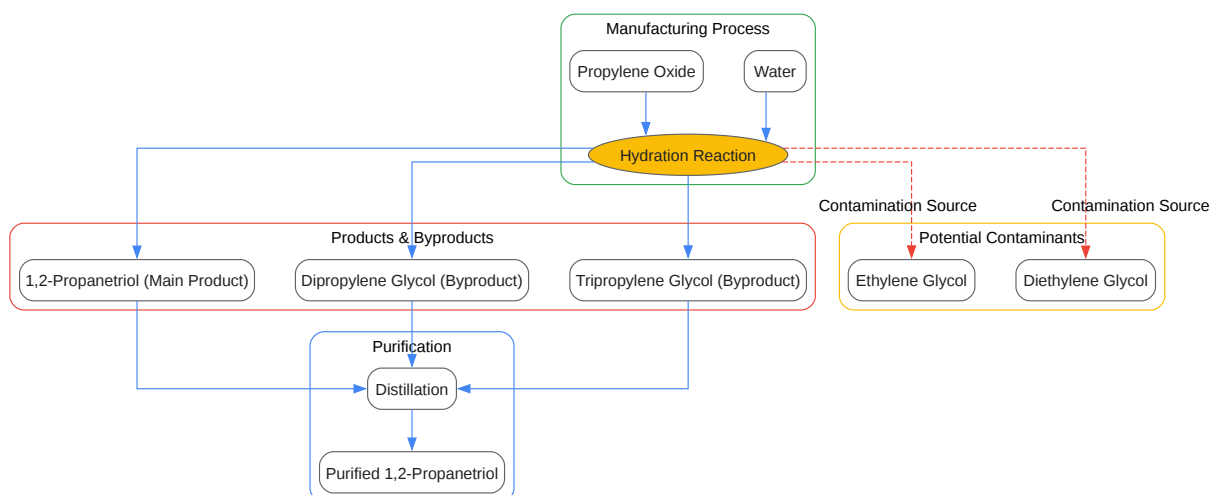 Manufacturing Process
Propylene Oxide
Water
Hydration Reaction
Contamination Source
Contamination Source
Products & Byproducts
Potential Contaminants
1,2-Propanetriol (Main Product)
Dipropylene Glycol (Byproduct)
Tripropylene Glycol (Byproduct)
Ethylene Glycol
Diethylene Glycol
Purification
Distillation
Purified 1,2-Propanetriol